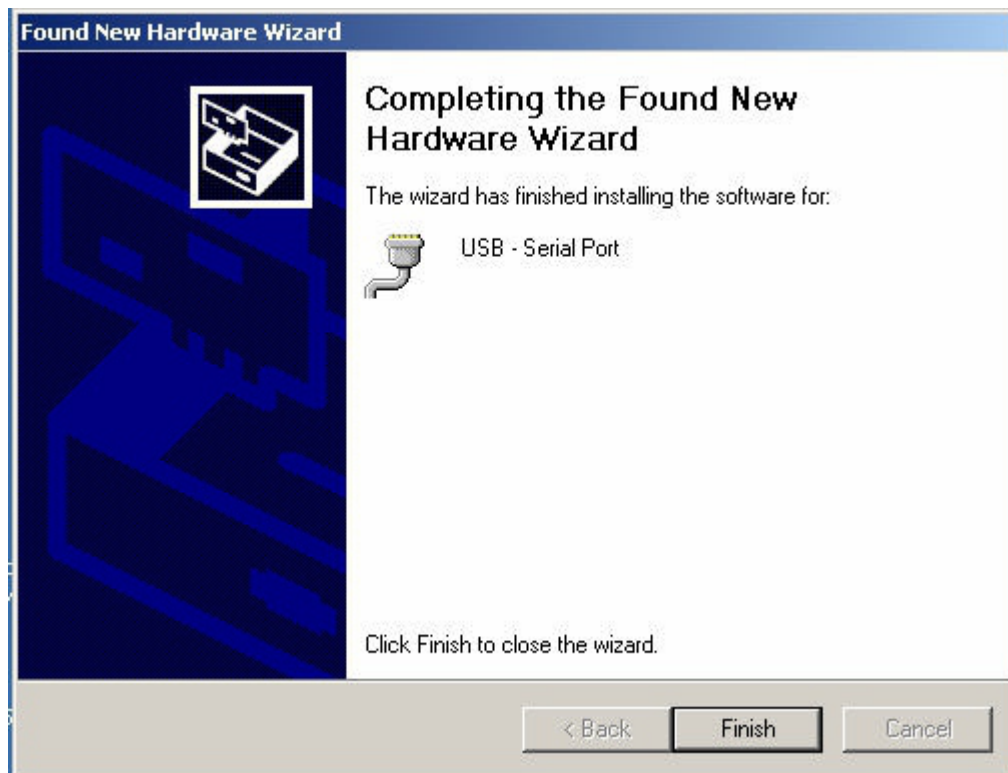 Found New Hardware Wizard
Completing the Found New
Hardware Wizard
The wizard has finished installing the software for:
USB - Serial Port
Click Finish to close the wizard.
< Back
Finish
Cancel